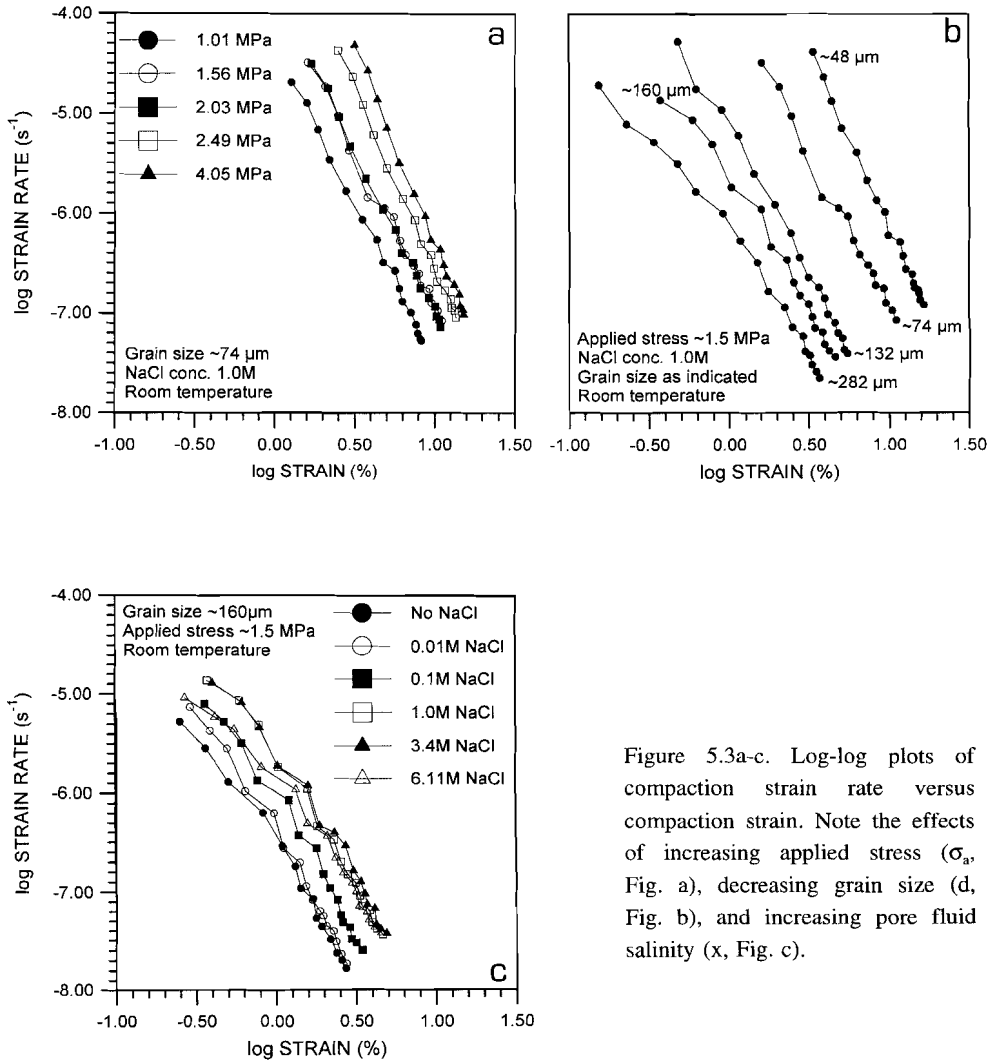 a
-4.00
-5.00
-6.00
-7.00
-8.00
log STRAIN RATE (s⁻¹)
1.01 MPa
1.56 MPa
2.03 MPa
2.49 MPa
4.05 MPa
Grain size ~74 µm
NaCl conc. 1.0M
Room temperature
-1.00 -0.50 0.00 0.50 1.00 1.50
log STRAIN (%)
b
~48 µm
~160 µm
~74 µm
~132 µm
~282 µm
Applied stress ~1.5 MPa
NaCl conc. 1.0M
Grain size as indicated
Room temperature
-1.00 -0.50 0.00 0.50 1.00 1.50
log STRAIN (%)
-4.00
-5.00
-6.00
-7.00
-8.00
log STRAIN RATE (s⁻¹)
Grain size ~160µm
Applied stress ~1.5 MPa
Room temperature
No NaCl
0.01M NaCl
0.1M NaCl
1.0M NaCl
3.4M NaCl
6.11M NaCl
c
-1.00 -0.50 0.00 0.50 1.00 1.50
log STRAIN (%)
Figure 5.3a-c. Log-log plots of
compaction strain rate versus
compaction strain. Note the effects
of increasing applied stress (σₐ,
Fig. a), decreasing grain size (d,
Fig. b), and increasing pore fluid
salinity (x, Fig. c).